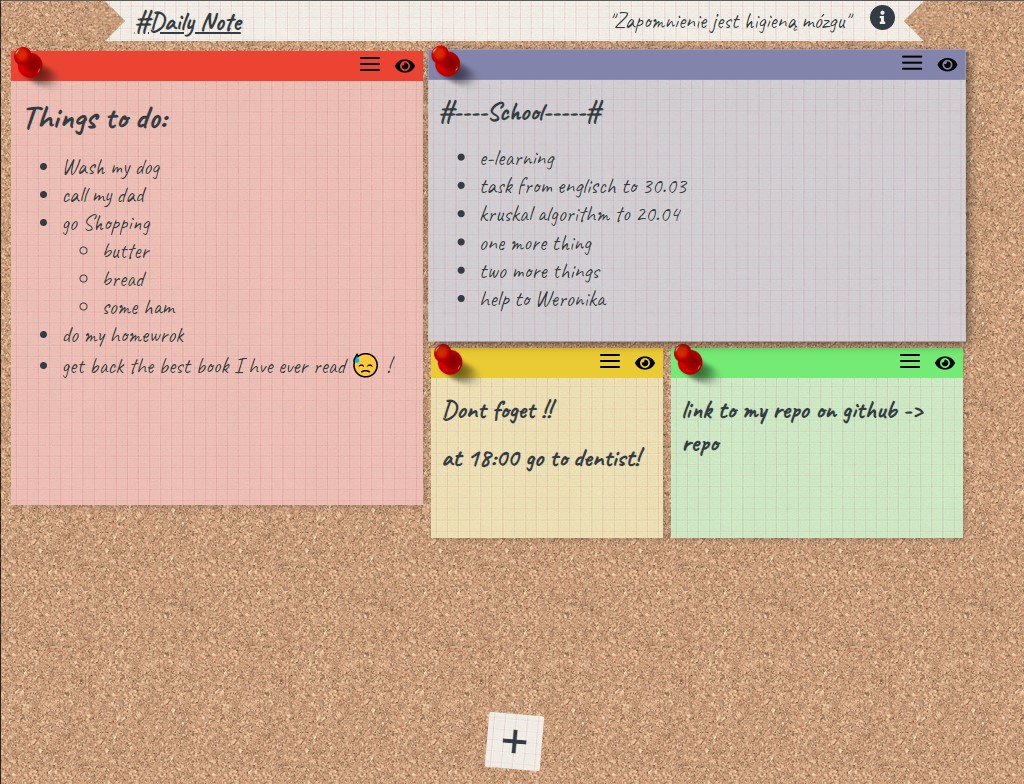 #Daily Note
"Zapomnienie jest higieną mózgu"
Things to do:
Wash my dog
call my dad
go Shopping
butter
bread
some ham
do my homewrok
get back the best book I hve ever read 😓 !
#----School-----#
e-learning
task from englisch to 30.03
kruskal algorithm to 20.04
one more thing
two more things
help to Weronika
Dont foget !!
at 18:00 go to dentist!
link to my repo on github ->
repo